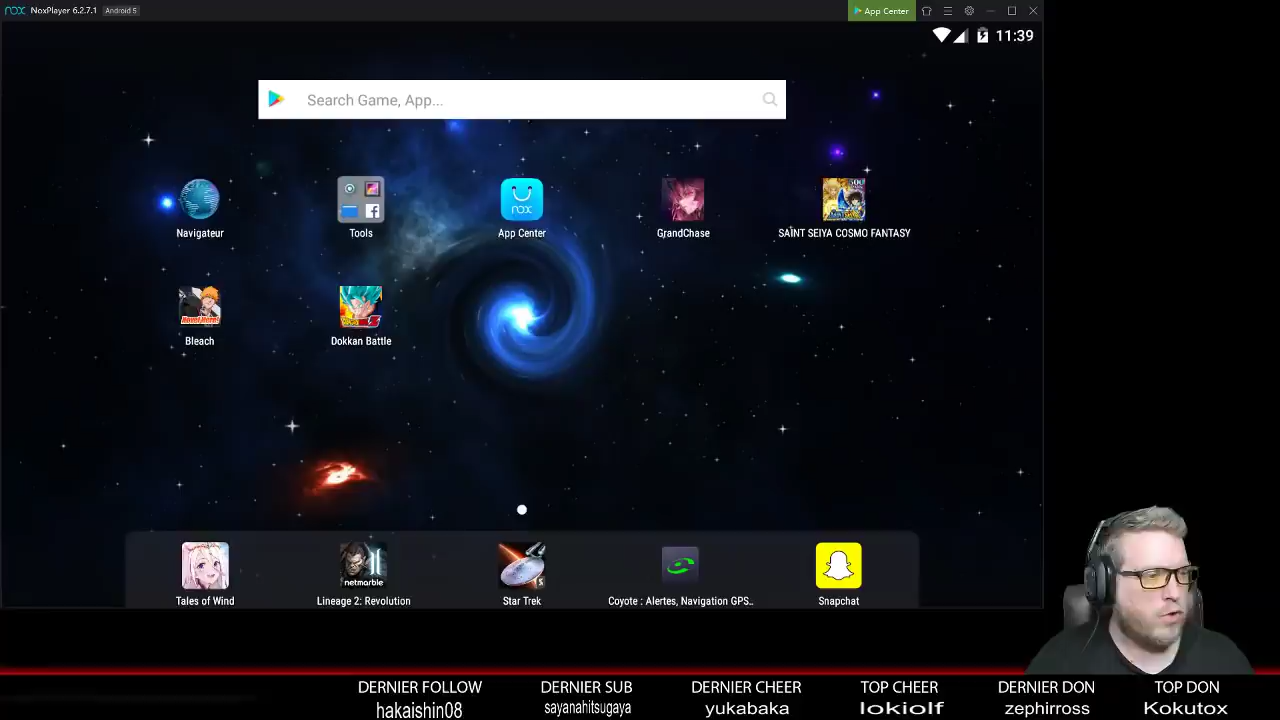 nox NoxPlayer 6.2.7.1 Android 5 App Center
11:39
Search Game, App...
Navigateur
Tools
nox
App Center
GrandChase
SAINT SEIYA COSMO FANTASY
Bleach
Dokkan Battle
netmarble
Tales of Wind
Lineage 2: Revolution
Star Trek
Coyote : Alertes, Navigation GPS..
Snapchat
DERNIER FOLLOW
hakaishin08
DERNIER SUB
sayanahitsugaya
DERNIER CHEER
yukabaka
TOP CHEER
lokiolf
DERNIER DON
zephirross
TOP DON
Kokutox